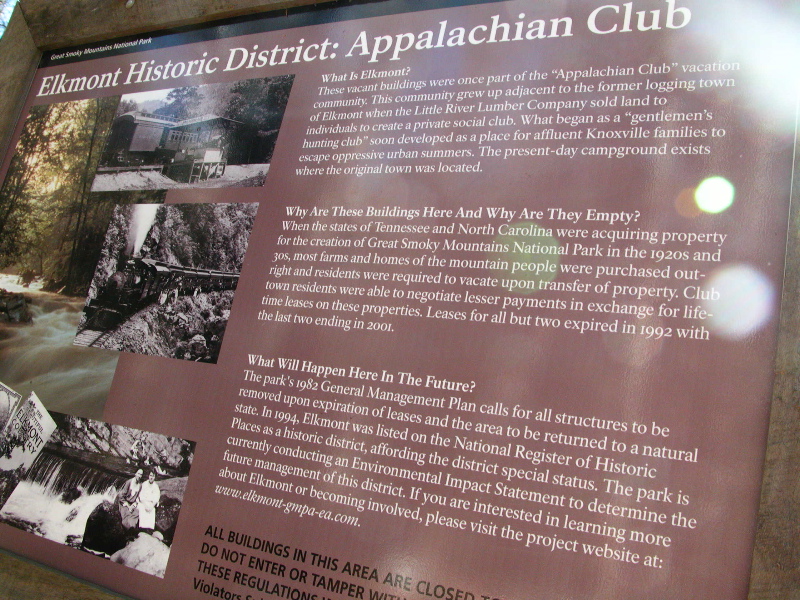 Great Smoky Mountains National Park
Elkmont Historic District: Appalachian Club
What Is Elkmont?
These vacant buildings were once part of the "Appalachian Club" vacation
community. This community grew up adjacent to the former logging town
of Elkmont when the Little River Lumber Company sold land to
individuals to create a private social club. What began as a "gentlemen's
hunting club" soon developed as a place for affluent Knoxville families to
escape oppressive urban summers. The present-day campground exists
where the original town was located.
Why Are These Buildings Here And Why Are They Empty?
When the states of Tennessee and North Carolina were acquiring property
for the creation of Great Smoky Mountains National Park in the 1920s and
30s, most farms and homes of the mountain people were purchased out-
right and residents were required to vacate upon transfer of property. Club
town residents were able to negotiate lesser payments in exchange for life-
time leases on these properties. Leases for all but two expired in 1992 with
the last two ending in 2001.
What Will Happen Here In The Future?
The park's 1982 General Management Plan calls for all structures to be
removed upon expiration of leases and the area to be returned to a natural
state. In 1994, Elkmont was listed on the National Register of Historic
Places as a historic district, affording the district special status. The park is
currently conducting an Environmental Impact Statement to determine the
future management of this district. If you are interested in learning more
about Elkmont or becoming involved, please visit the project website at:
www.elkmont-gmpa-ea.com.
ELKMONT
COUNTRY
ALL BUILDINGS IN THIS AREA ARE CLOSED
DO NOT ENTER OR TAMPER WITH
THESE REGULATIONS
Violators